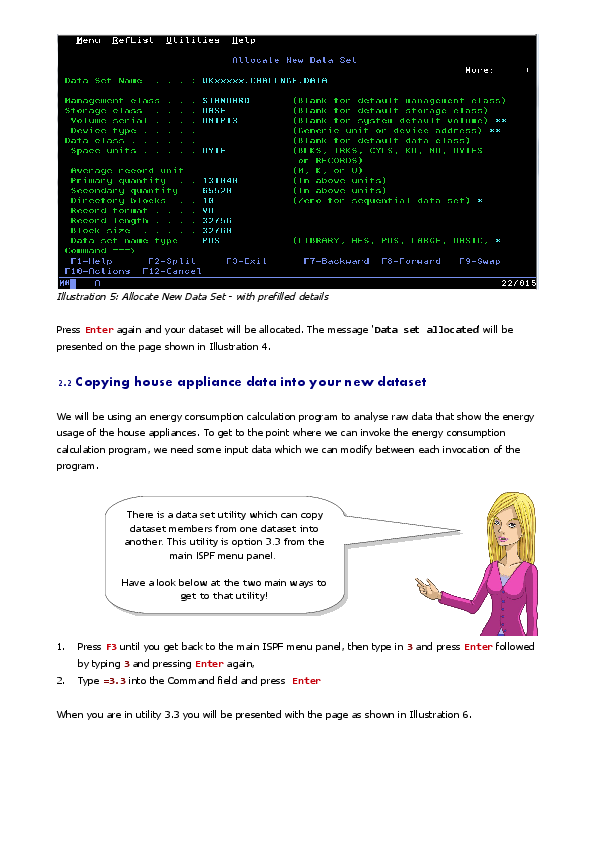 Menu RefList Utilities Help
Allocate New Data Set
More: +
Data Set Name . . . . : UKxxxxx.CHALLNGE.DATA
Management class . . . STANDARD (Blank for default management class)
Storage class . . . . BASE (Blank for default storage class)
Volume serial . . . . (Blank for system default volume) **
Device type . . . . . (Generic unit or device address) **
Data class . . . . . . (Blank for default data class)
Space units . . . . . BYTE (BLKS, TRKS, CYLS, KB, MB, BYTES
or RECORDS)
Average record unit (M, K, or U)
Primary quantity . . 131040 (In above units)
Secondary quantity 65520 (In above units)
Directory blocks . . 10 (Zero for sequential data set) *
Record format . . . . VB
Record length . . . . 32756
Block size . . . . . 32760
Data set name type PDS (LIBRARY, HFS, PDS, LARGE, BASIC, *
Command ===>
F1=Help F2=Split F3=Exit F7=Backward F8=Forward F9=Swap
F10=Actions F12=Cancel
A 22/015
Illustration 5: Allocate New Data Set - with prefilled details
Press Enter again and your dataset will be allocated. The message 'Data set allocated will be
presented on the page shown in Illustration 4.
2.2 Copying house appliance data into your new dataset
We will be using an energy consumption calculation program to analyse raw data that show the energy
usage of the house appliances. To get to the point where we can invoke the energy consumption
calculation program, we need some input data which we can modify between each invocation of the
program.
There is a data set utility which can copy
dataset members from one dataset into
another. This utility is option 3.3 from the
main ISPF menu panel.
Have a look below at the two main ways to
get to that utility!
1. Press F3 until you get back to the main ISPF menu panel, then type in 3 and press Enter followed
by typing 3 and pressing Enter again,
2. Type =3.3 into the Command field and press Enter
When you are in utility 3.3 you will be presented with the page as shown in Illustration 6.